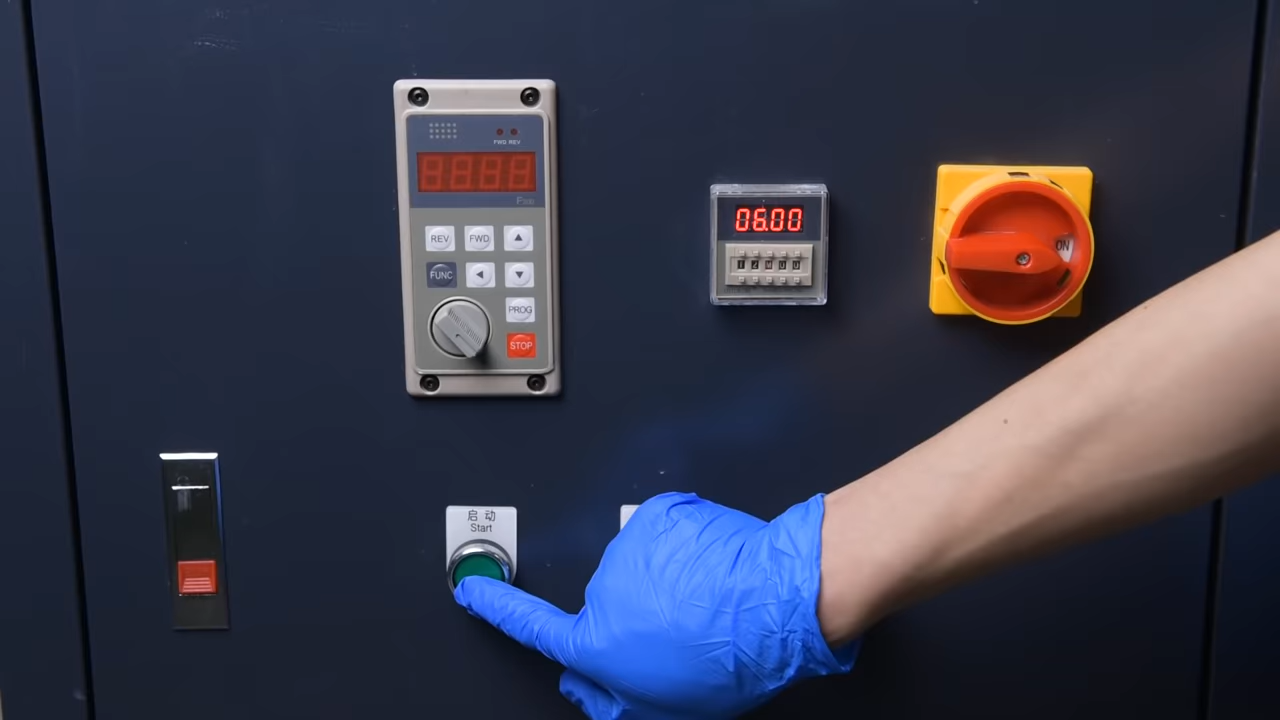 FWD REV
8888
REV
FWD
FUNC
PROG
STOP
06.00
ON
启动
Start